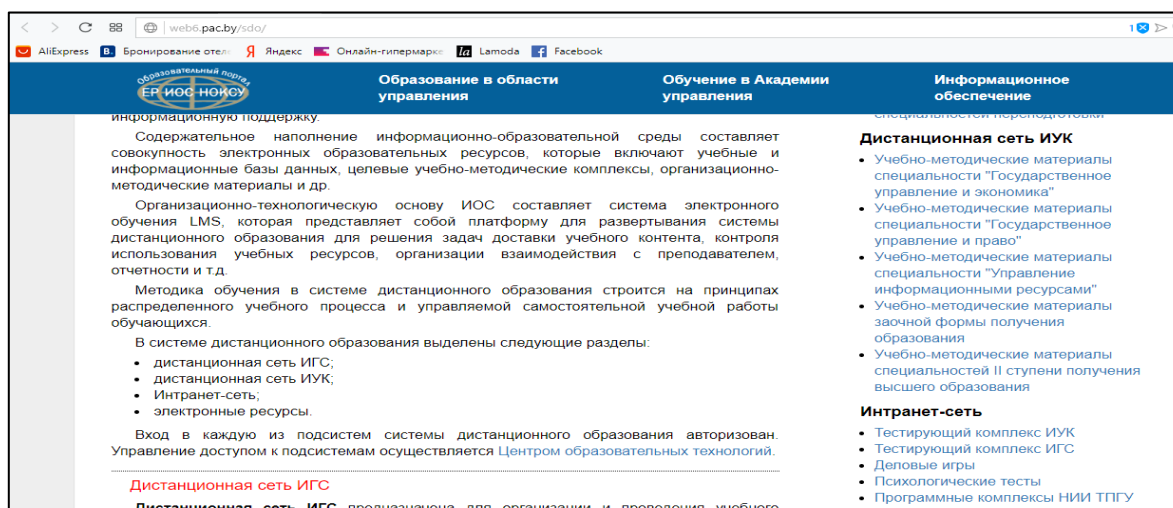 web6.pac.by/sdo/
1
AliExpress B. Бронирование отел Я Яндекс Онлайн-гипермарке la Lamoda f Facebook
Образовательный портал
ЕР ИОС НОКСУ
Образование в области
управления
Обучение в Академии
управления
Информационное
обеспечение
информационную поддержку.
Содержательное наполнение информационно-образовательной среды составляет
совокупность электронных образовательных ресурсов, которые включают учебные и
информационные базы данных, целевые учебно-методические комплексы, организационно-
методические материалы и др.
Организационно-технологическую основу ИОС составляет система электронного
обучения LMS, которая представляет собой платформу для развертывания системы
дистанционного образования для решения задач доставки учебного контента, контроля
использования учебных ресурсов, организации взаимодействия с преподавателем,
отчетности и т.д.
Методика обучения в системе дистанционного образования строится на принципах
распределенного учебного процесса и управляемой самостоятельной учебной работы
обучающихся.
В системе дистанционного образования выделены следующие разделы:
• дистанционная сеть ИГС;
• дистанционная сеть ИУК;
• Интранет-сеть;
• электронные ресурсы.
Вход в каждую из подсистем системы дистанционного образования авторизован.
Управление доступом к подсистемам осуществляется Центром образовательных технологий.
Дистанционная сеть ИГС
Дистанционная сеть ИГС предназначена для организации и проведения учебного
специальностей переподготовки
Дистанционная сеть ИУК
• Учебно-методические материалы
специальности "Государственное
управление и экономика"
• Учебно-методические материалы
специальности "Государственное
управление и право"
• Учебно-методические материалы
специальности "Управление
информационными ресурсами"
• Учебно-методические материалы
заочной формы получения
образования
• Учебно-методические материалы
специальностей II ступени получения
высшего образования
Интранет-сеть
• Тестирующий комплекс ИУК
• Тестирующий комплекс ИГС
• Деловые игры
• Психологические тесты
• Программные комплексы НИИ ТПГУ